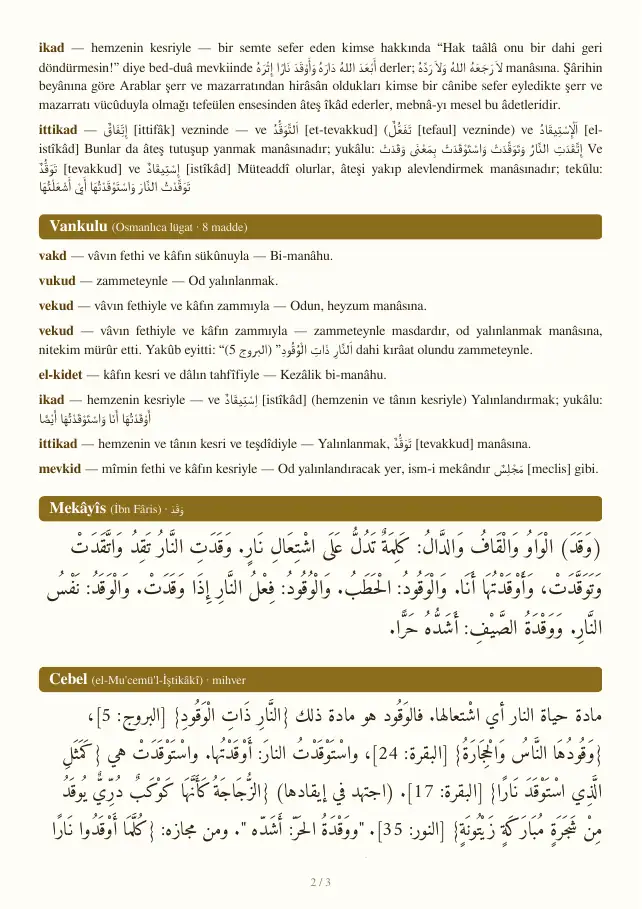 ikad — hemzenin kesriyle — bir semte sefer eden kimse hakkında “Hak taâlâ onu bir dahi geri
döndürmesin!” diye bed-duâ mevkiinde أَبْعَدَ اللهُ دَارَهُ وَأَوْقَدَ نَارًا إِثْرَهُ derler; لاَ رَجَعَهُ اللهُ وَلاَ رَدَّهُ manâsına. Şârihin
beyânına göre Arablar şerr ve mazarratından hirâsân oldukları kimse bir cânibe sefer eyledikte şerr ve
mazarratı vücûduyla olmağı tefeülen ensesinden âteş îkâd ederler, mebnâ-yı mesel bu âdetleridir.
ittikad — إِتِّفَاقٌ [ittifâk] vezninde — ve اَلتَّوَقُّدُ [et-tevakkud] (تَفَعُّلٌ [tefaul] vezninde) ve اَلْإِسْتِيقَادُ [el-
istîkâd] Bunlar da âteş tutuşup yanmak manâsınadır; yukâlu: إِتَّقَدَتِ النَّارُ وَتَوَقَّدَتْ وَاسْتَوْقَدَتْ بِمَعْنَى وَقَدَتْ Ve
تَوَقُّدٌ [tevakkud] ve إِسْتِيقَادٌ [istîkâd] Müteaddî olurlar, âteşi yakıp alevlendirmek manâsınadır; tekûlu:
تَوَقَّدْتُ النَّارَ وَاسْتَوْقَدْتُهَا أَيْ أَشْعَلْتُهَا
Vankulu (Osmanlıca lügat · 8 madde)
vakd — vâvın fethi ve kâfın sükûnuyla — Bi-manâhu.
vukud — zammeteynle — Od yalınlanmak.
vekud — vâvın fethiyle ve kâfın zammıyla — Odun, heyzum manâsına.
vekud — vâvın fethiyle ve kâfın zammıyla — zammeteynle masdardır, od yalınlanmak manâsına,
nitekim mürûr etti. Yakûb eyitti: “اَلنَّارِ ذَاتِ الْوُقُودِ” (البروج 5) dahi kırâat olundu zammeteynle.
el-kidet — kâfın kesri ve dâlın tahfîfiyle — Kezâlik bi-manâhu.
ikad — hemzenin kesriyle — ve إِسْتِيقَادٌ [istîkâd] (hemzenin ve tânın kesriyle) Yalınlandırmak; yukâlu:
أَوْقَدْتُهَا أَنَا وَاسْتَوْقَدْتُهَا أَيْضًا
ittikad — hemzenin ve tânın kesri ve teşdîdiyle — Yalınlanmak, تَوَقُّدٌ [tevakkud] manâsına.
mevkid — mîmin fethi ve kâfın kesriyle — Od yalınlandıracak yer, ism-i mekândır مَجْلِسٌ [meclis] gibi.
Mekâyîs (İbn Fâris) · وَقَدَ
(وَقَدَ) الْوَاوُ وَالْقَافُ وَالدَّالُ: كَلِمَةٌ تَدُلُّ عَلَى اشْتِعَالِ نَارٍ. وَقَدَتِ النَّارُ تَقِدُ وَاتَّقَدَتْ
وَتَوَقَّدَتْ، وَأَوْقَدْتُهَا أَنَا. وَالْوَقُودُ: الْحَطَبُ. وَالْوُقُودُ: فِعْلُ النَّارِ إِذَا وَقَدَتْ. وَالْوَقَدُ: نَفْسُ
النَّارِ. وَوَقْدَةُ الصَّيْفِ: أَشَدُّهُ حَرًّا.
Cebel (el-Mu'cemü'l-İştikâkî) · mihver
مادة حياة النار أي اشْتعالها. فالوَقُود هو مادة ذلك {النَّارِ ذَاتِ الْوَقُودِ} [البروج: 5]،
{وَقُودُهَا النَّاسُ وَالْحِجَارَةُ} [البقرة: 24]، واستْوقَدْتُ النارَ: أوْقَدْتُها. واستْوقَدَتْ هي {كَمَثَلِ
الَّذِي اسْتَوْقَدَ نَارًا} [البقرة: 17]. (اجتهد في إيقادها) {الزُّجَاجَةُ كَأَنَّهَا كَوْكَبٌ دُرِّيٌّ يُوقَدُ
مِنْ شَجَرَةٍ مُبَارَكَةٍ زَيْتُونَةٍ} [النور: 35]. "ووَقْدَةُ الحَرّ: أشَدّه ". ومن مجازه: {كُلَّمَا أَوْقَدُوا نَارًا
2 / 3